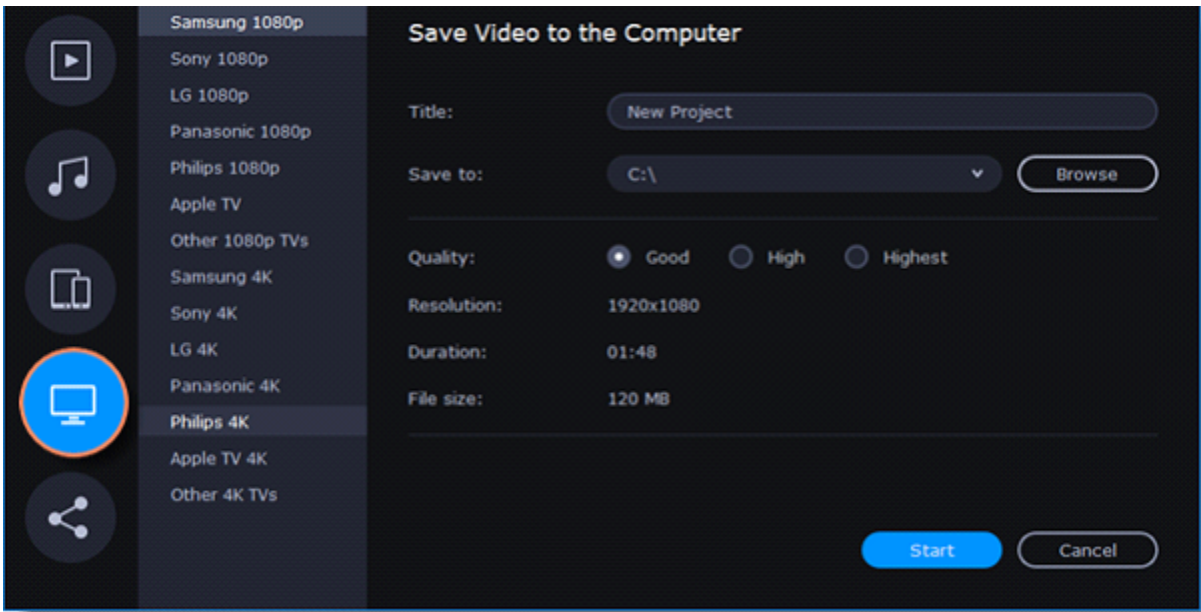 Samsung 1080p
Sony 1080p
LG 1080p
Panasonic 1080p
Philips 1080p
Apple TV
Other 1080p TVs
Samsung 4K
Sony 4K
LG 4K
Panasonic 4K
Philips 4K
Apple TV 4K
Other 4K TVs
Save Video to the Computer
Title: New Project
Save to: C:\ Browse
Quality: Good High Highest
Resolution: 1920x1080
Duration: 01:48
File size: 120 MB
Start Cancel